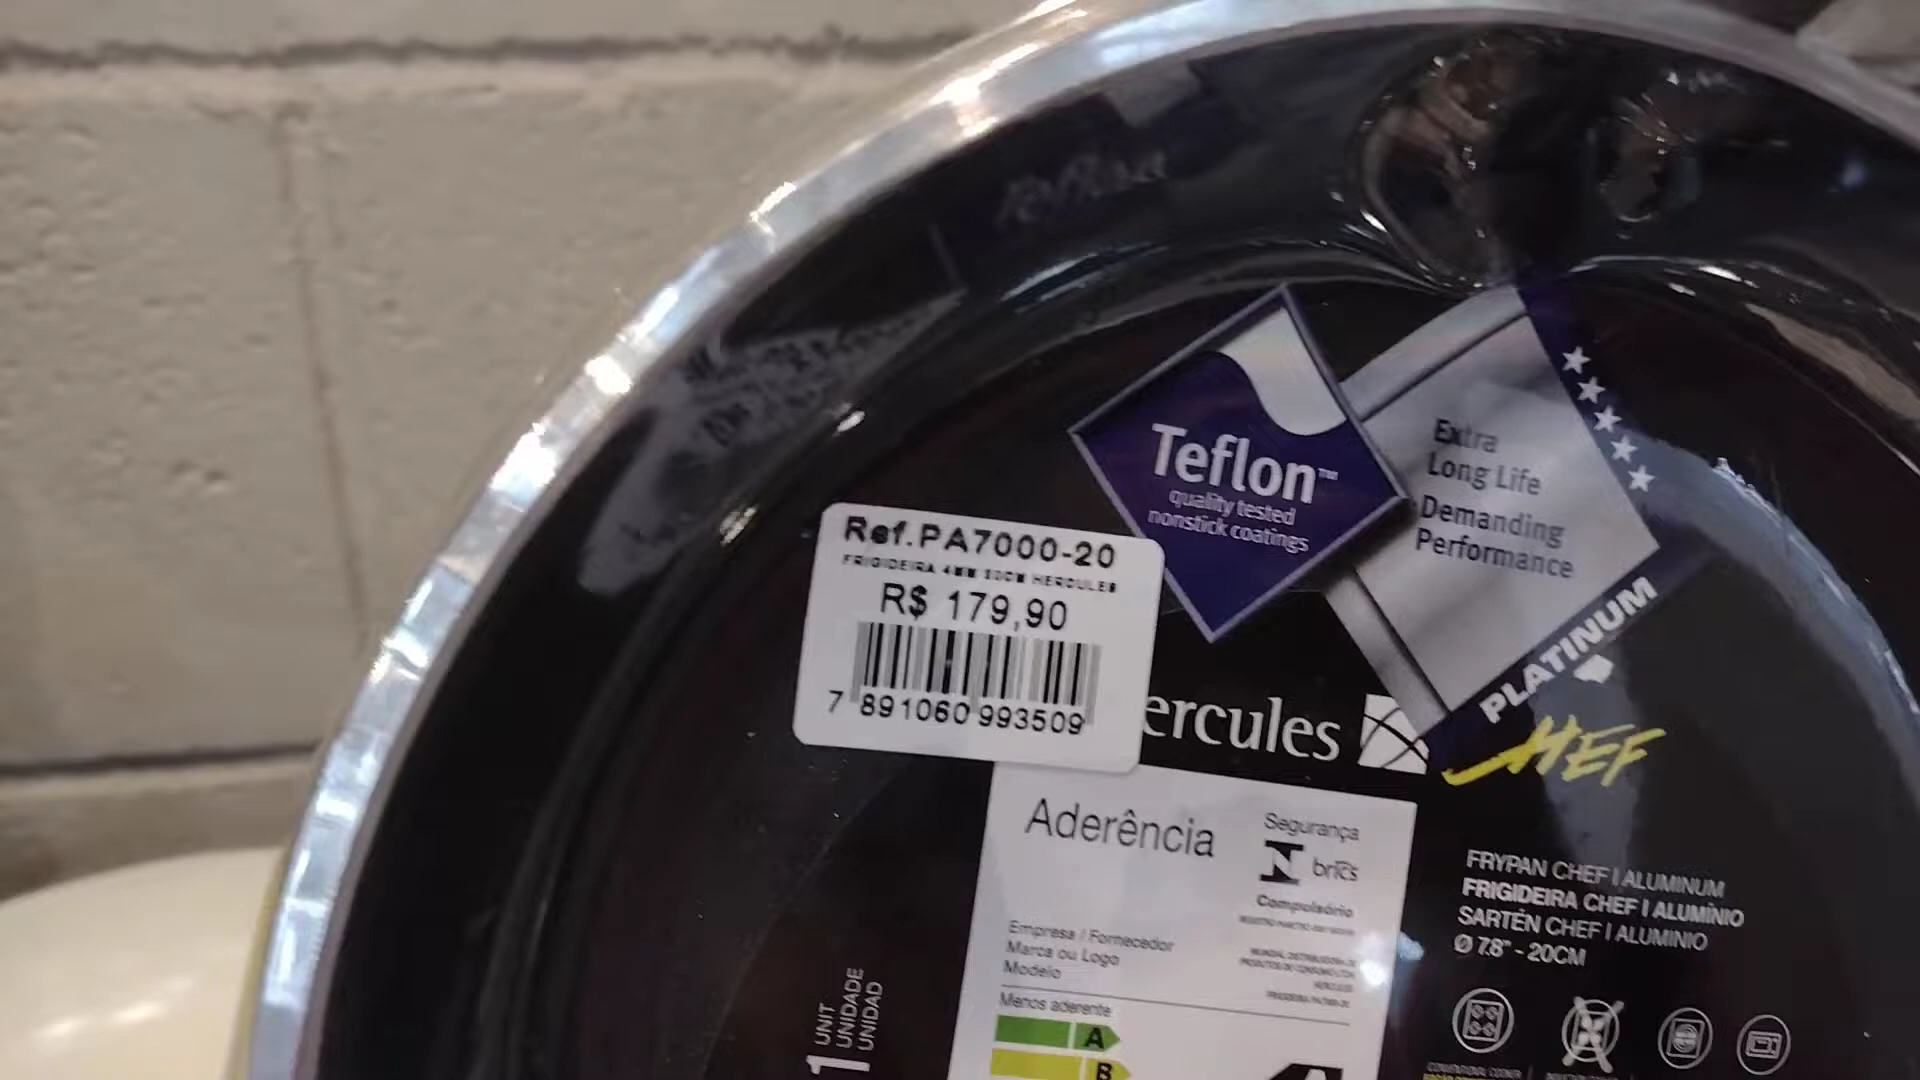 Teflon™
quality tested
nonstick coatings
Extra
Long Life
Demanding
Performance
PLATINUM
Ref.PA7000-20
FRIGIDEIRA 4MM 20CM HERCULES
R$ 179,90
7 891060 993509
ercules
HEF
Aderência
Segurança
brics
Compulsório
Empresa / Fornecedor
Marca ou Logo
Modelo
Menos aderente
A
B
FRYPAN CHEF | ALUMINUM
FRIGIDEIRA CHEF | ALUMÍNIO
SARTÉN CHEF | ALUMINIO
Ø 7.8" - 20CM
1 UNIT
UNIDADE
UNIDAD